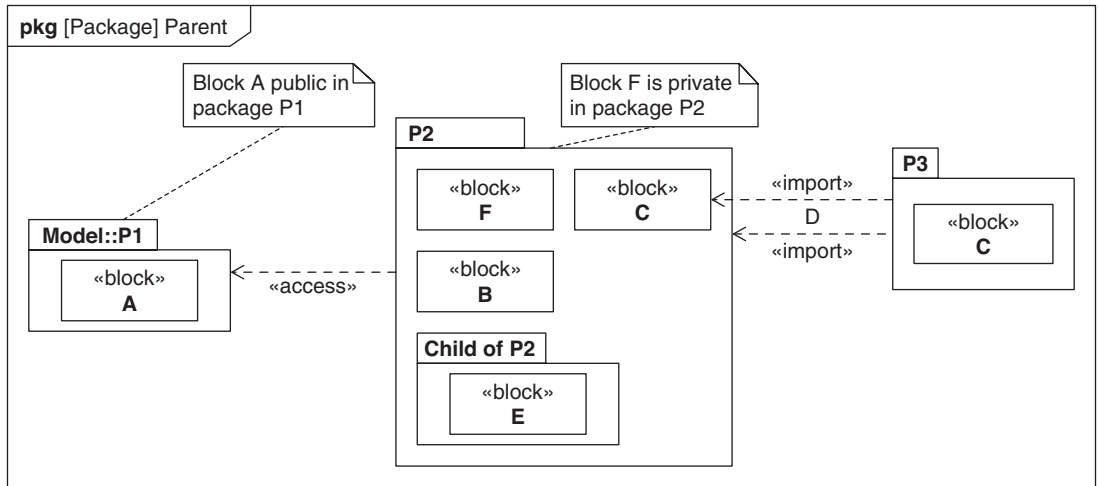 pkg [Package] Parent
Block A public in
package P1
Block F is private
in package P2
P2
«block»
F
«block»
C
«import»
D
«import»
P3
«block»
C
Model::P1
«block»
A
«access»
«block»
B
Child of P2
«block»
E